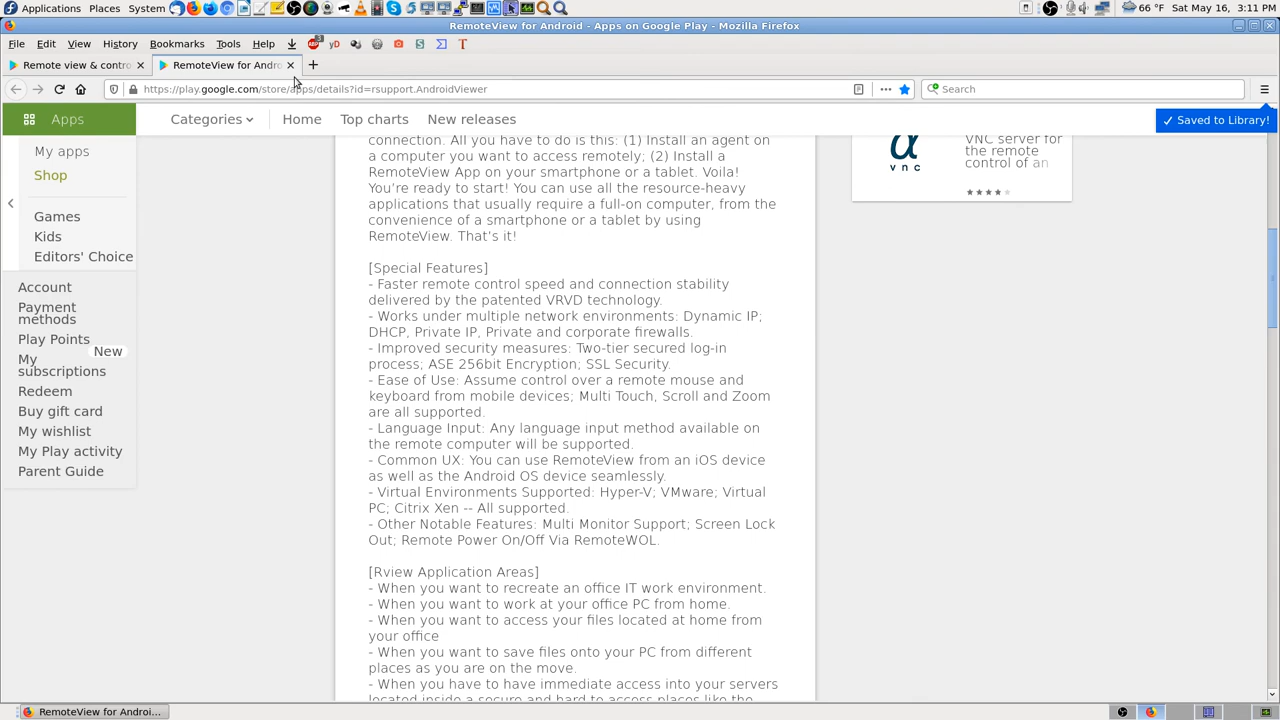 Applications Places System 66 °F Sat May 16, 3:11 PM
RemoteView for Android - Apps on Google Play - Mozilla Firefox
File Edit View History Bookmarks Tools Help
Remote view & contro RemoteView for Andro
https://play.google.com/store/apps/details?id=rsupport.AndroidViewer Search
Apps Categories Home Top charts New releases
✓ Saved to Library!
My apps
Shop
Games
Kids
Editors' Choice
Account
Payment
methods
Play Points
New
My
subscriptions
Redeem
Buy gift card
My wishlist
My Play activity
Parent Guide
connection. All you have to do is this: (1) Install an agent on
a computer you want to access remotely; (2) Install a
RemoteView App on your smartphone or a tablet. Voila!
You're ready to start! You can use all the resource-heavy
applications that usually require a full-on computer, from the
convenience of a smartphone or a tablet by using
RemoteView. That's it!
[Special Features]
- Faster remote control speed and connection stability
delivered by the patented VRVD technology.
- Works under multiple network environments: Dynamic IP;
DHCP, Private IP, Private and corporate firewalls.
- Improved security measures: Two-tier secured log-in
process; ASE 256bit Encryption; SSL Security.
- Ease of Use: Assume control over a remote mouse and
keyboard from mobile devices; Multi Touch, Scroll and Zoom
are all supported.
- Language Input: Any language input method available on
the remote computer will be supported.
- Common UX: You can use RemoteView from an iOS device
as well as the Android OS device seamlessly.
- Virtual Environments Supported: Hyper-V; VMware; Virtual
PC; Citrix Xen -- All supported.
- Other Notable Features: Multi Monitor Support; Screen Lock
Out; Remote Power On/Off Via RemoteWOL.
[Rview Application Areas]
- When you want to recreate an office IT work environment.
- When you want to work at your office PC from home.
- When you want to access your files located at home from
your office
- When you want to save files onto your PC from different
places as you are on the move.
- When you have to have immediate access into your servers
located inside a secure and hard to access places like the
α
vnc
VNC server for
the remote
control of an
RemoteView for Androi...